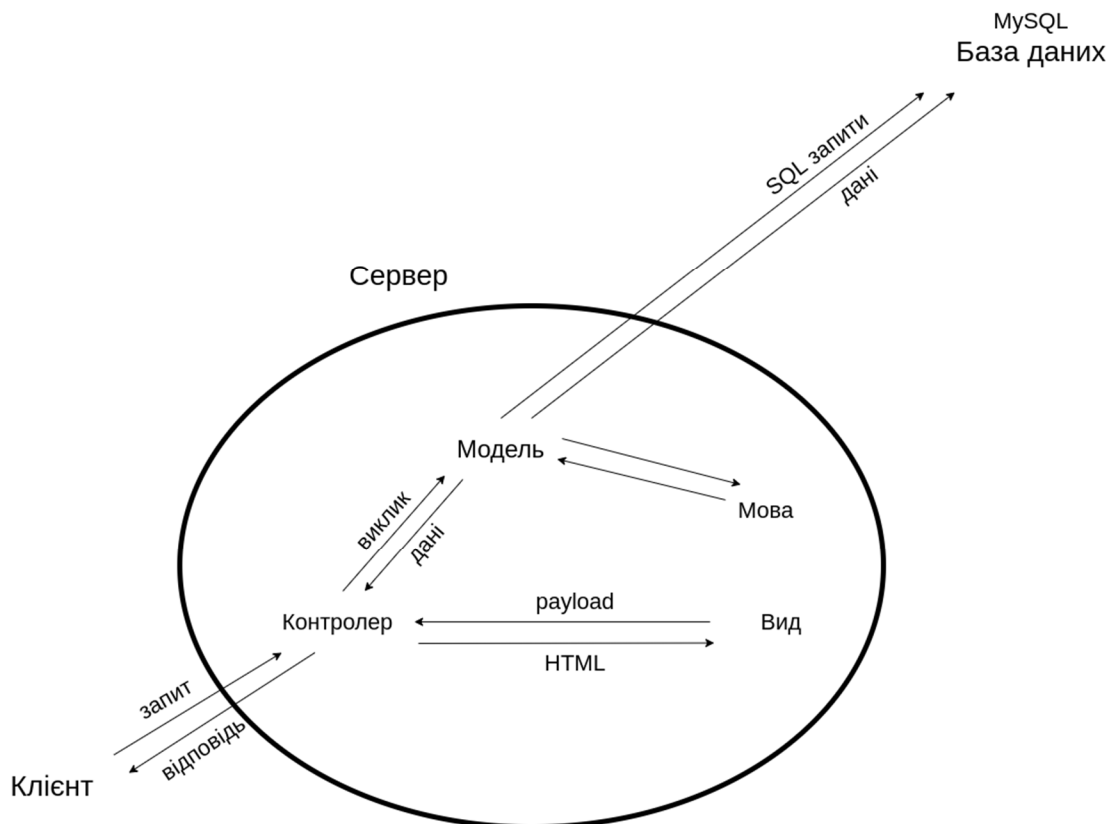 MySQL
База даних
SQL запити
дані
Сервер
Модель
Мова
виклик
дані
payload
Контролер
Вид
HTML
запит
відповідь
Клієнт